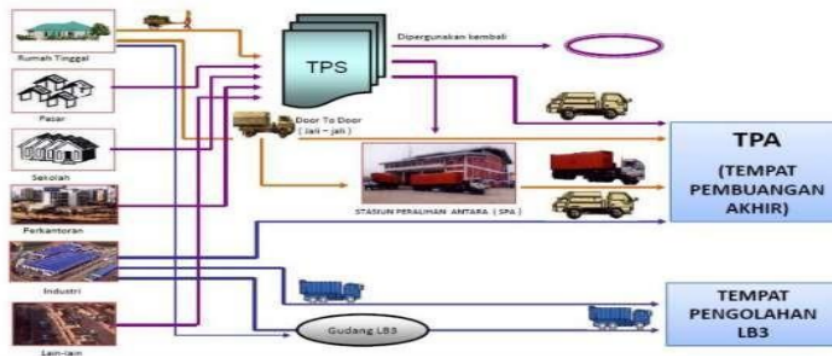 Rumah Tinggal
Pasar
Sekolah
Perkantoran
Industri
Lain-lain
TPS
Dipergunakan kembali
Door To Door
( Jali - jali )
STASIUN PERALIHAN ANTARA ( SPA )
Gudang LB3
TPA
(TEMPAT
PEMBUANGAN
AKHIR)
TEMPAT
PENGOLAHAN
LB3